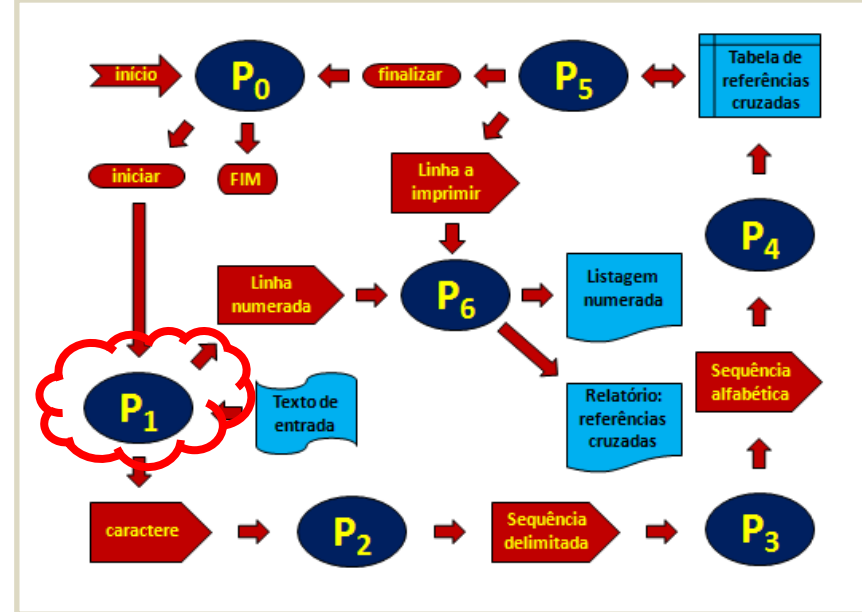 início
P0
finalizar
P5
Tabela de
referências
cruzadas
iniciar
FIM
Linha a
imprimir
P4
Linha
numerada
P6
Listagem
numerada
P1
Texto de
entrada
Relatório:
referências
cruzadas
Sequência
alfabética
caractere
P2
Sequência
delimitada
P3